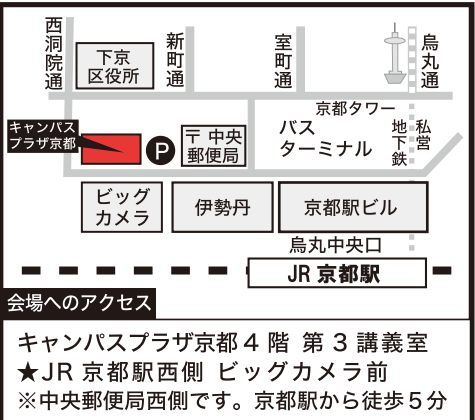 西洞院通
新町通
室町通
烏丸通
下京
区役所
京都タワー
キャンパス
プラザ京都
P
〒中央
郵便局
バス
ターミナル
地下鉄
私営
ビッグ
カメラ
伊勢丹
京都駅ビル
烏丸中央口
JR 京都駅
会場へのアクセス
キャンパスプラザ京都 4 階 第 3 講義室
★JR 京都駅西側 ビッグカメラ前
※中央郵便局西側です。京都駅から徒歩5分